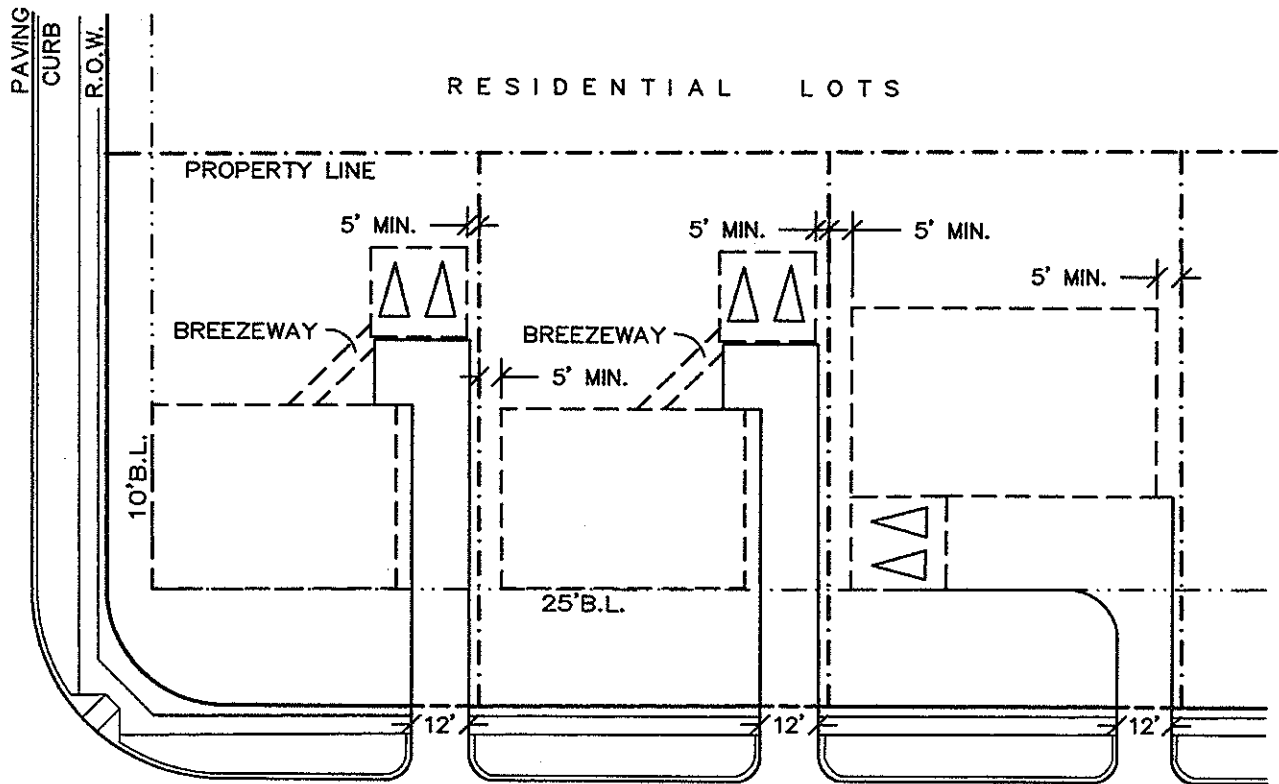 PAVING
CURB
R.O.W.
RESIDENTIAL LOTS
PROPERTY LINE
5' MIN.
5' MIN.
5' MIN.
5' MIN.
BREEZEWAY
BREEZEWAY
5' MIN.
10'B.L.
25'B.L.
12'
12'
12'